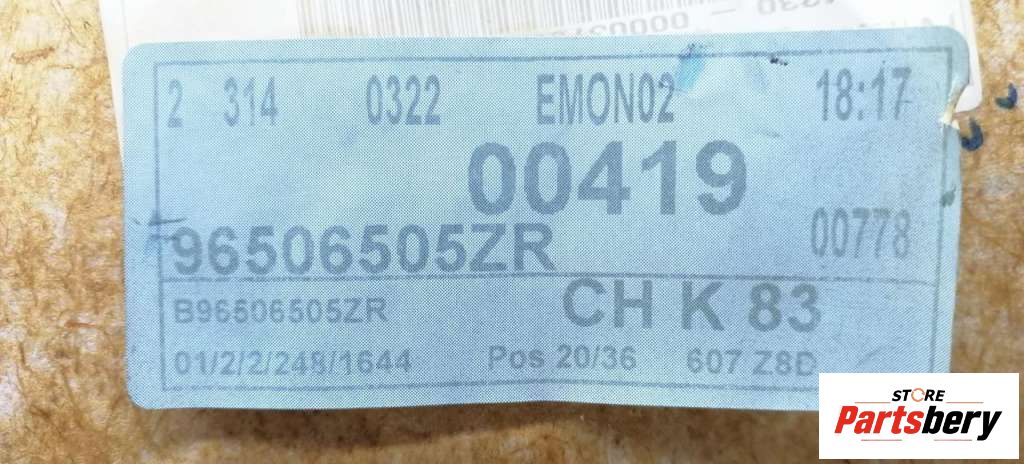 2 314 0322 EMON02 18:17
00419
96506505ZR 00778
B96506505ZR CH K 83
01/2/2/248/1644 Pos 20/36 607 Z8D
STORE
Partsbery